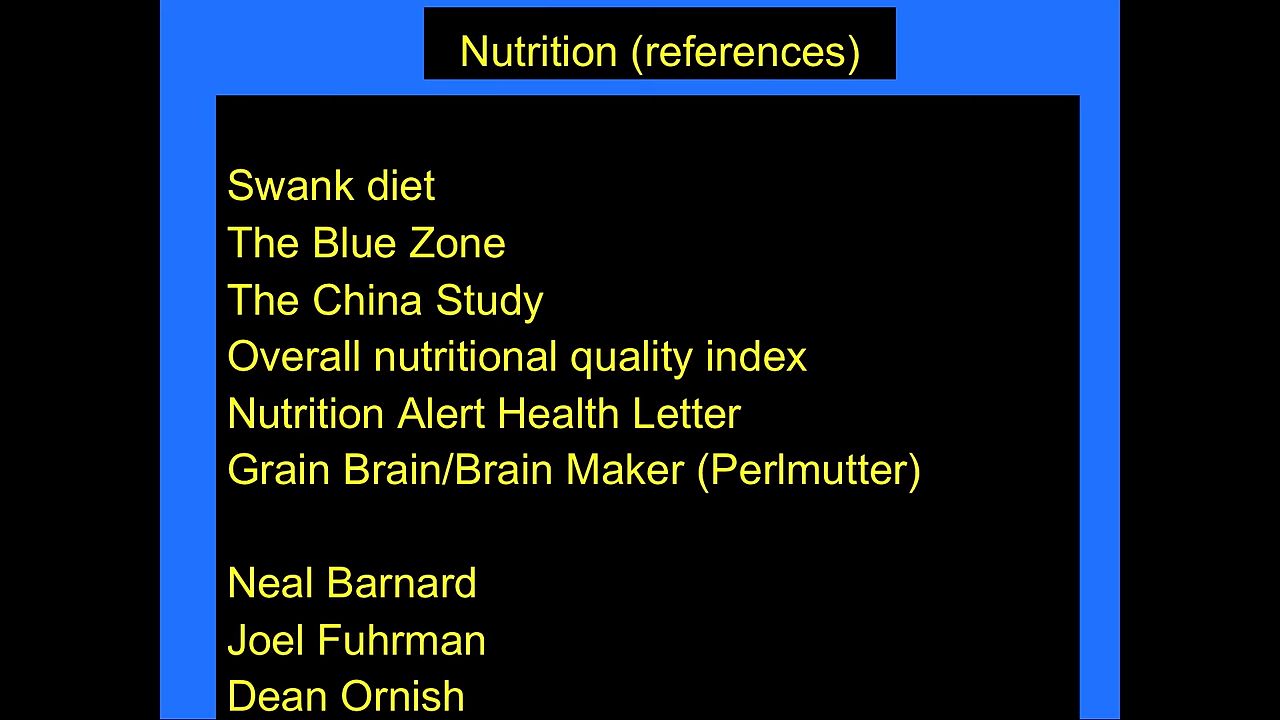 Nutrition (references)
Swank diet
The Blue Zone
The China Study
Overall nutritional quality index
Nutrition Alert Health Letter
Grain Brain/Brain Maker (Perlmutter)
Neal Barnard
Joel Fuhrman
Dean Ornish